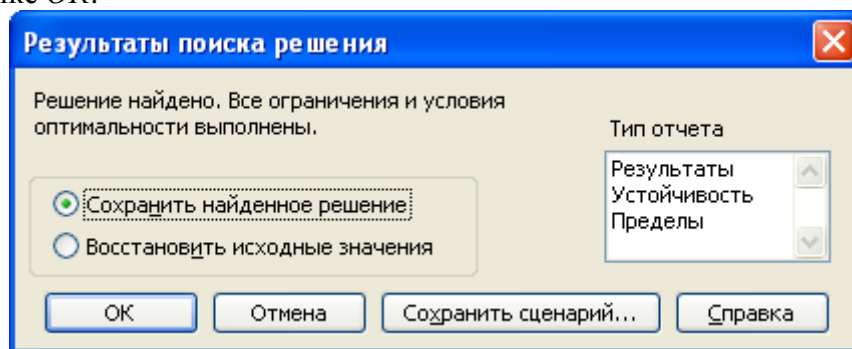 Результаты поиска решения
Решение найдено. Все ограничения и условия
оптимальности выполнены.
Тип отчета
Результаты
Устойчивость
Пределы
Сохранить найденное решение
Восстановить исходные значения
ОК
Отмена
Сохранить сценарий...
Справка